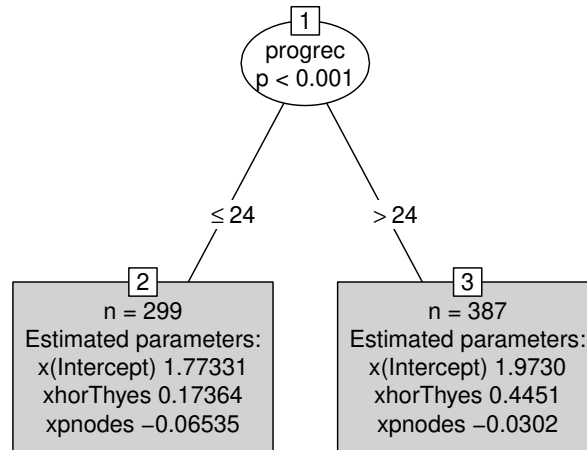 1
progrec
p < 0.001
≤ 24
> 24
2
n = 299
Estimated parameters:
x(Intercept) 1.77331
xhorThyes 0.17364
xpnodes −0.06535
3
n = 387
Estimated parameters:
x(Intercept) 1.9730
xhorThyes 0.4451
xpnodes −0.0302